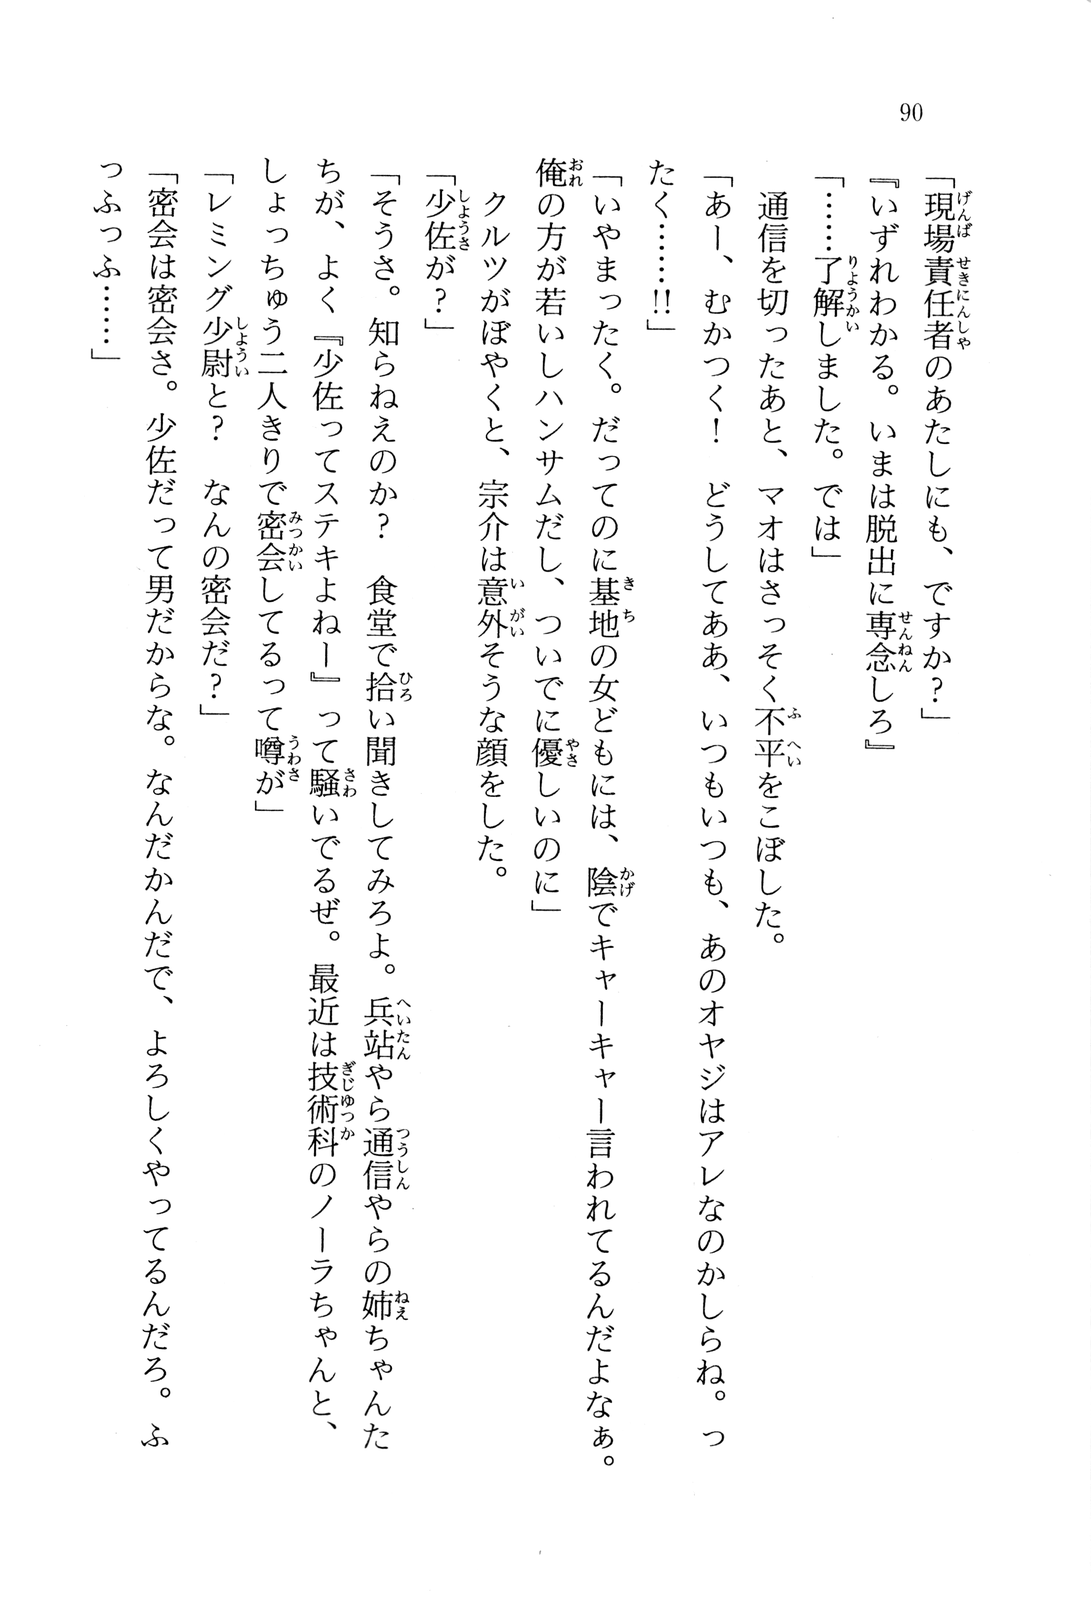 90
「現場責任者のあたしにも、ですか?」
『いずれわかる。いまは脱出に専念しろ』
「……了解しました。では」
　通信を切ったあと、マオはさっそく不平をこぼした。
「あー、むかつく!　どうしてああ、いつもいつも、あのオヤジはアレなのかしらね。っ
たく……!!」
「いやまったく。だってのに基地の女どもには、陰でキャーキャー言われてるんだよなぁ。
俺の方が若いしハンサムだし、ついでに優しいのに」
　クルツがぼやくと、宗介は意外そうな顔をした。
「少佐が?」
「そうさ。知らねえのか?　食堂で拾い聞きしてみろよ。兵站やら通信やらの姉ちゃんた
ちが、よく『少佐ってステキよねー』って騒いでるぜ。最近は技術科のノーラちゃんと、
しょっちゅう二人きりで密会してるって噂が」
「レミング少尉と?　なんの密会だ?」
「密会は密会さ。少佐だって男だからな。なんだかんだで、よろしくやってるんだろ。ふ
っふっふ……」